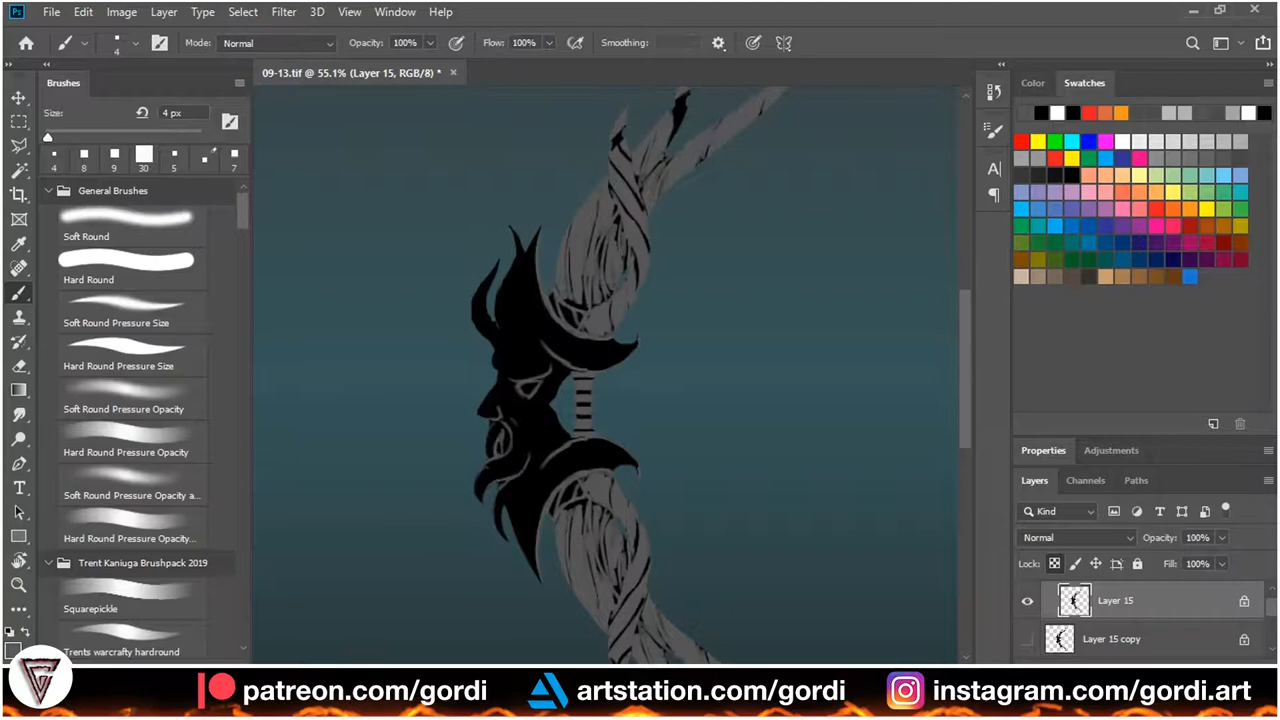 Ps File Edit Image Layer Type Select Filter 3D View Window Help
4 Mode: Normal Opacity: 100% Flow: 100% Smoothing:
Brushes
09-13.tif @ 55.1% (Layer 15, RGB/8) *
Color Swatches
Size: 4 px
4 8 9 30 5 7
General Brushes
Soft Round
Hard Round
Soft Round Pressure Size
Hard Round Pressure Size
Soft Round Pressure Opacity
Hard Round Pressure Opacity
Soft Round Pressure Opacity a...
Hard Round Pressure Opacity...
Trent Kaniuga Brushpack 2019
Squarepickle
Trents warcrafty hardround
Properties Adjustments
Layers Channels Paths
Kind
Normal Opacity: 100%
Lock: Fill: 100%
Layer 15
Layer 15 copy
patreon.com/gordi artstation.com/gordi instagram.com/gordi.art